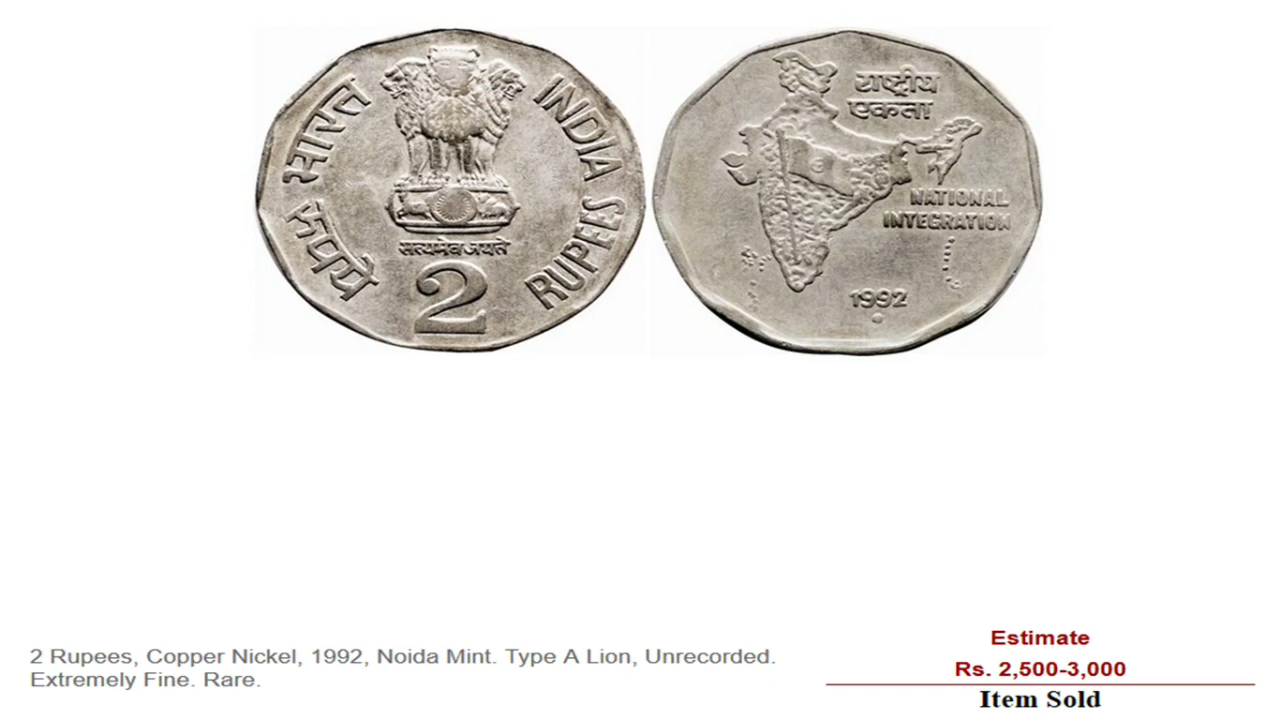 भारत
INDIA
रुपये
RUPEES
सत्यमेव जयते
2
राष्ट्रीय
एकता
NATIONAL
INTEGRATION
1992
2 Rupees, Copper Nickel, 1992, Noida Mint. Type A Lion, Unrecorded.
Extremely Fine. Rare.
Estimate
Rs. 2,500-3,000
Item Sold